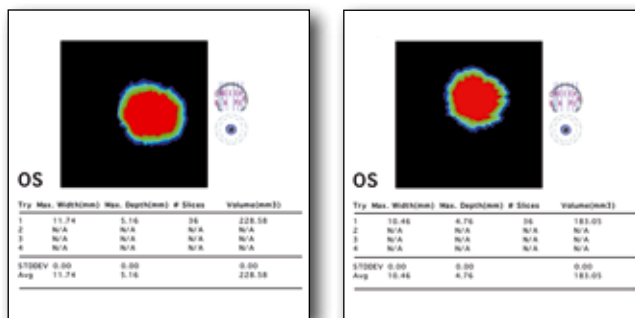 OS
Try Max. Width(mm) Max. Depth(mm) # Slices Volume(mm3)
1 11.74 5.16 36 228.58
2 N/A N/A N/A N/A
3 N/A N/A N/A N/A
4 N/A N/A N/A N/A
STDDEV 0.00 0.00 0.00
Avg 11.74 5.16 228.58
OS
Try Max. Width(mm) Max. Depth(mm) # Slices Volume(mm3)
1 10.46 4.76 36 183.05
2 N/A N/A N/A N/A
3 N/A N/A N/A N/A
4 N/A N/A N/A N/A
STDDEV 0.00 0.00 0.00
Avg 10.46 4.76 183.05